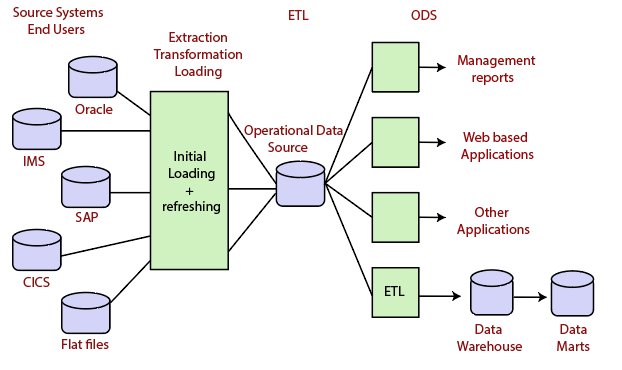 Source Systems
End Users
ETL
ODS
Extraction
Transformation
Loading
Oracle
IMS
SAP
CICS
Flat files
Initial
Loading
+
refreshing
Operational Data
Source
Management
reports
Web based
Applications
Other
Applications
ETL
Data
Warehouse
Data
Marts